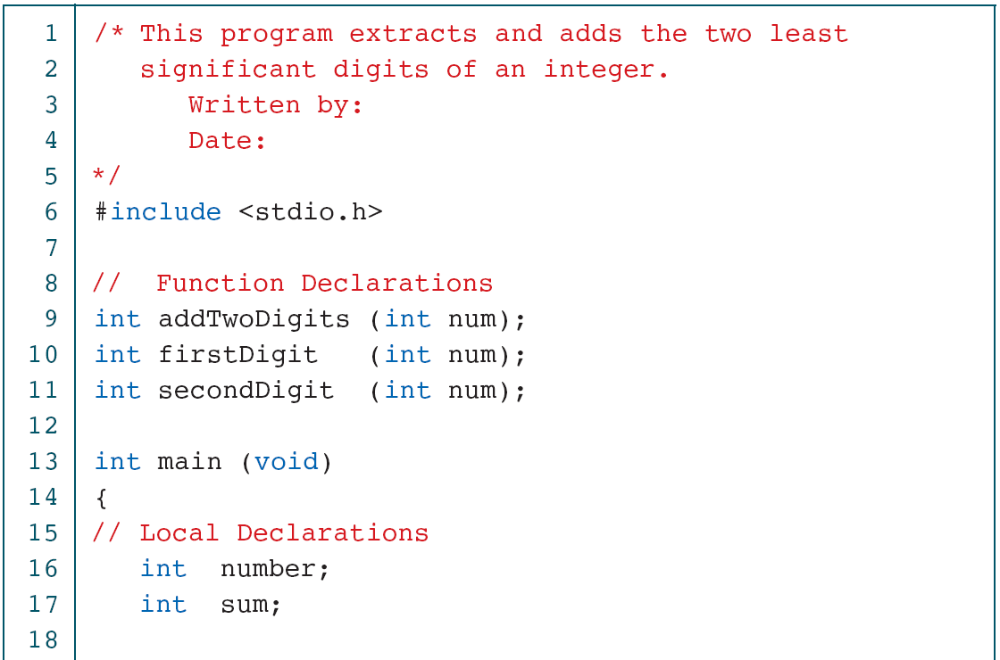 1 /* This program extracts and adds the two least
2 significant digits of an integer.
3 Written by:
4 Date:
5 */
6 #include <stdio.h>
7
8 // Function Declarations
9 int addTwoDigits (int num);
10 int firstDigit (int num);
11 int secondDigit (int num);
12
13 int main (void)
14 {
15 // Local Declarations
16 int number;
17 int sum;
18